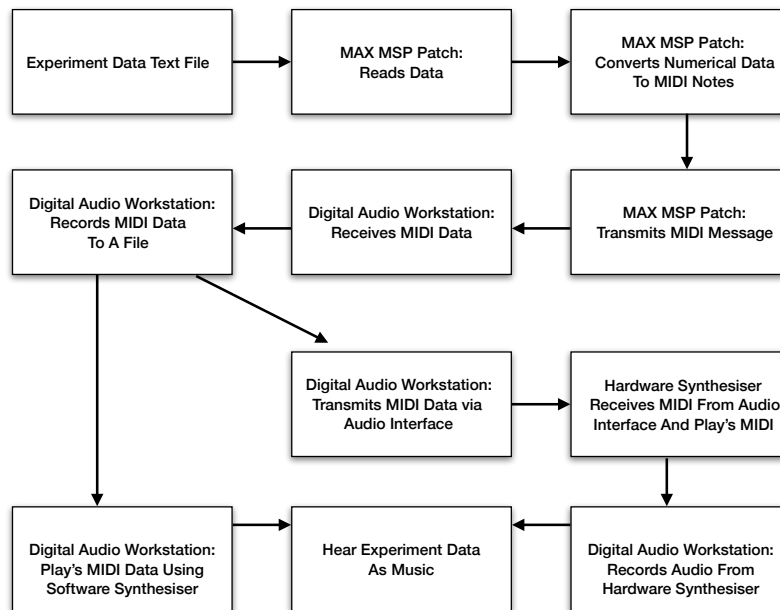 Experiment Data Text File
MAX MSP Patch:
Reads Data
MAX MSP Patch:
Converts Numerical Data
To MIDI Notes
Digital Audio Workstation:
Records MIDI Data
To A File
Digital Audio Workstation:
Receives MIDI Data
MAX MSP Patch:
Transmits MIDI Message
Digital Audio Workstation:
Transmits MIDI Data via
Audio Interface
Hardware Synthesiser
Receives MIDI From Audio
Interface And Play's MIDI
Digital Audio Workstation:
Play's MIDI Data Using
Software Synthesiser
Hear Experiment Data
As Music
Digital Audio Workstation:
Records Audio From
Hardware Synthesiser